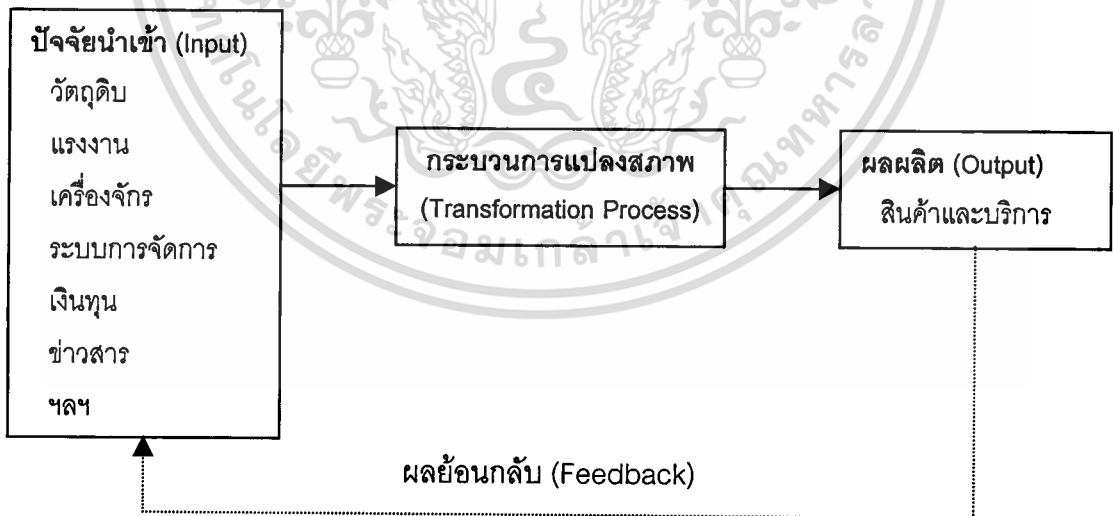 ปัจจัยนำเข้า (Input)
วัตถุดิบ
แรงงาน
เครื่องจักร
ระบบการจัดการ
เงินทุน
ข่าวสาร
ฯลฯ
กระบวนการแปลงสภาพ
(Transformation Process)
ผลผลิต (Output)
สินค้าและบริการ
ผลย้อนกลับ (Feedback)